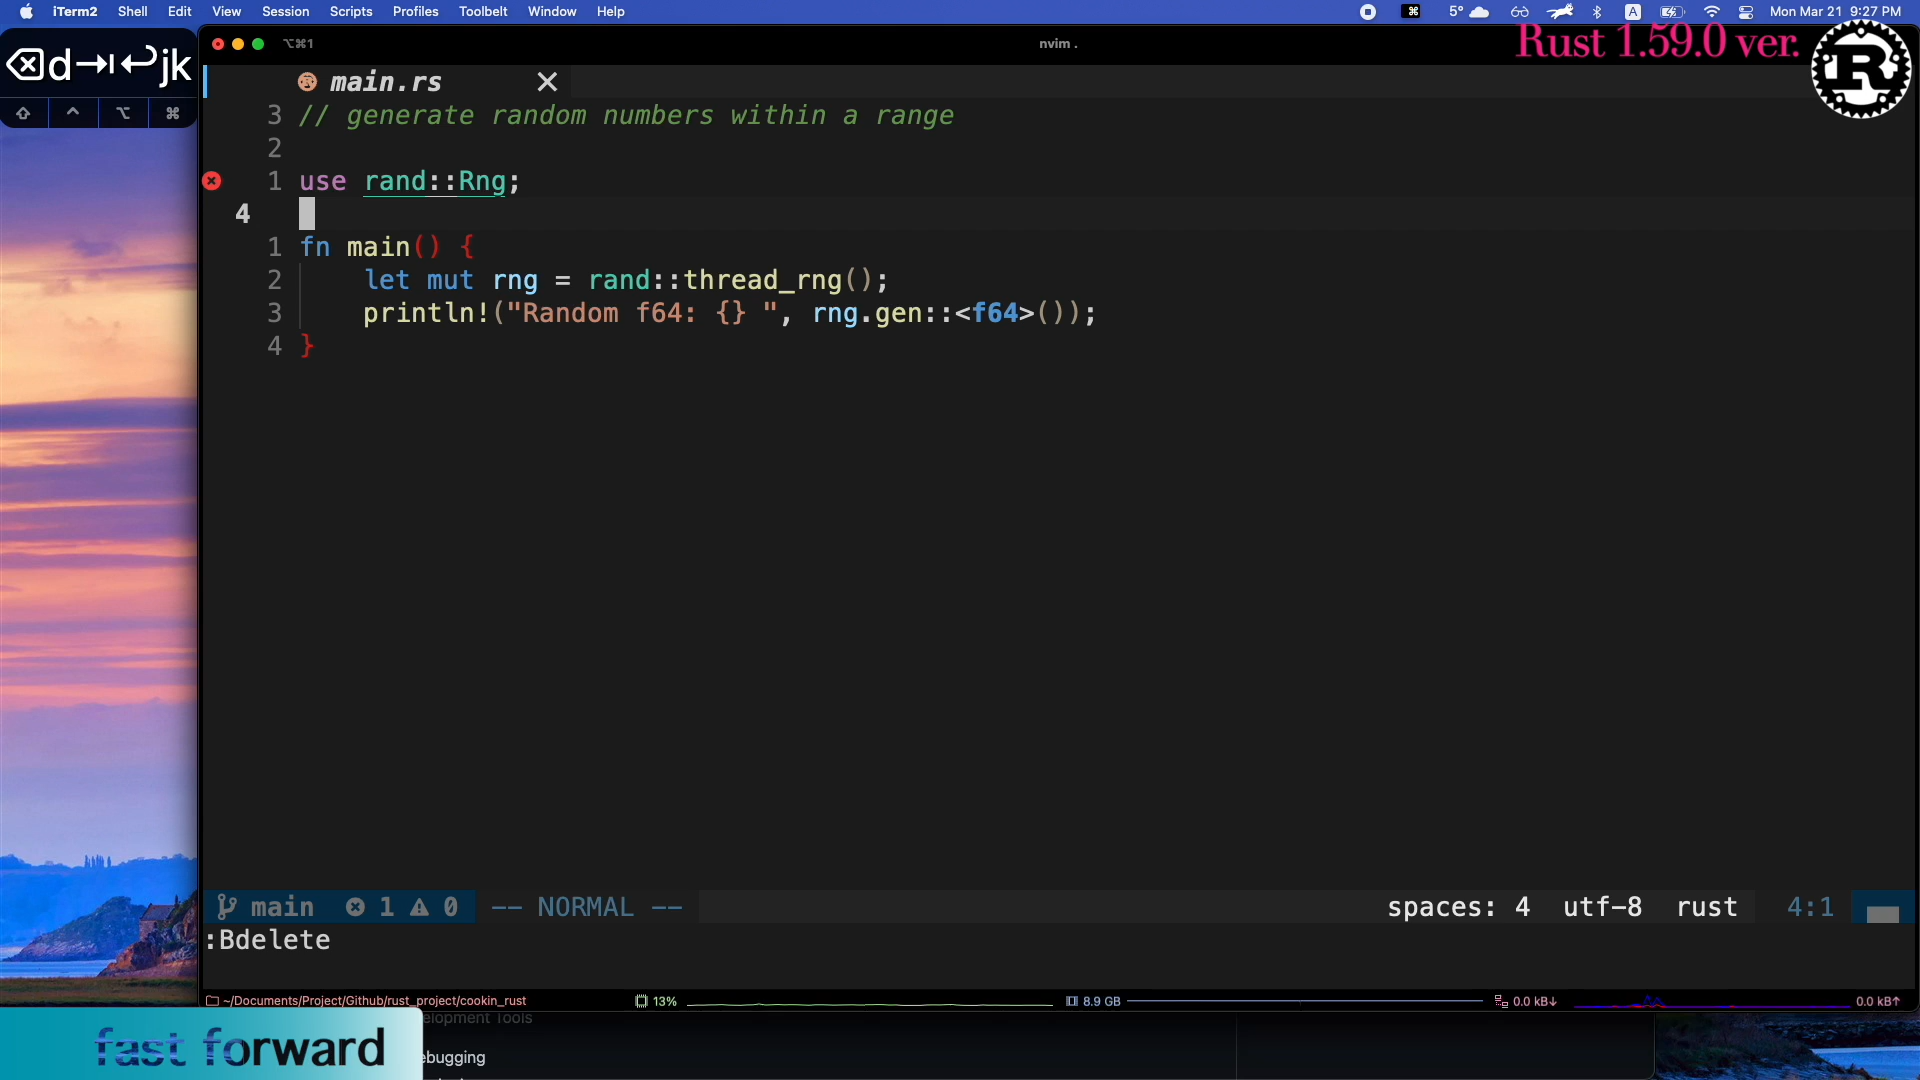 iTerm2 Shell Edit View Session Scripts Profiles Toolbelt Window Help
5° A Mon Mar 21 9:27 PM
⌥⌘1 nvim .
Rust 1.59.0 ver.
R
⌫d→ı↩jk
⇧ ^ ⌥ ⌘
main.rs ✕
3 // generate random numbers within a range
2
1 use rand::Rng;
4
1 fn main() {
2     let mut rng = rand::thread_rng();
3     println!("Random f64: {} ", rng.gen::<f64>());
4 }
main 1 0 -- NORMAL -- spaces: 4 utf-8 rust 4:1
:Bdelete
~/Documents/Project/Github/rust_project/cookin_rust 13% 8.9 GB 0.0 kB↓ 0.0 kB↑
elopment Tools
fast forward
ebugging